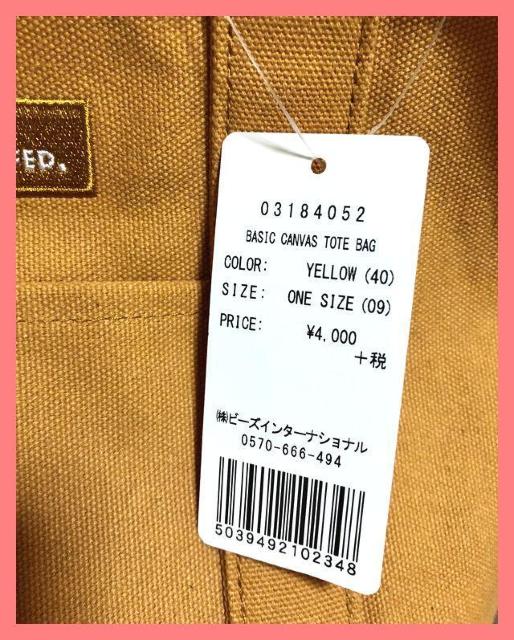 FED.
03184052
BASIC CANVAS TOTE BAG
COLOR: YELLOW (40)
SIZE: ONE SIZE (09)
PRICE: ¥4,000
+税
㈱ビーズインターナショナル
0570-666-494
5039492102348